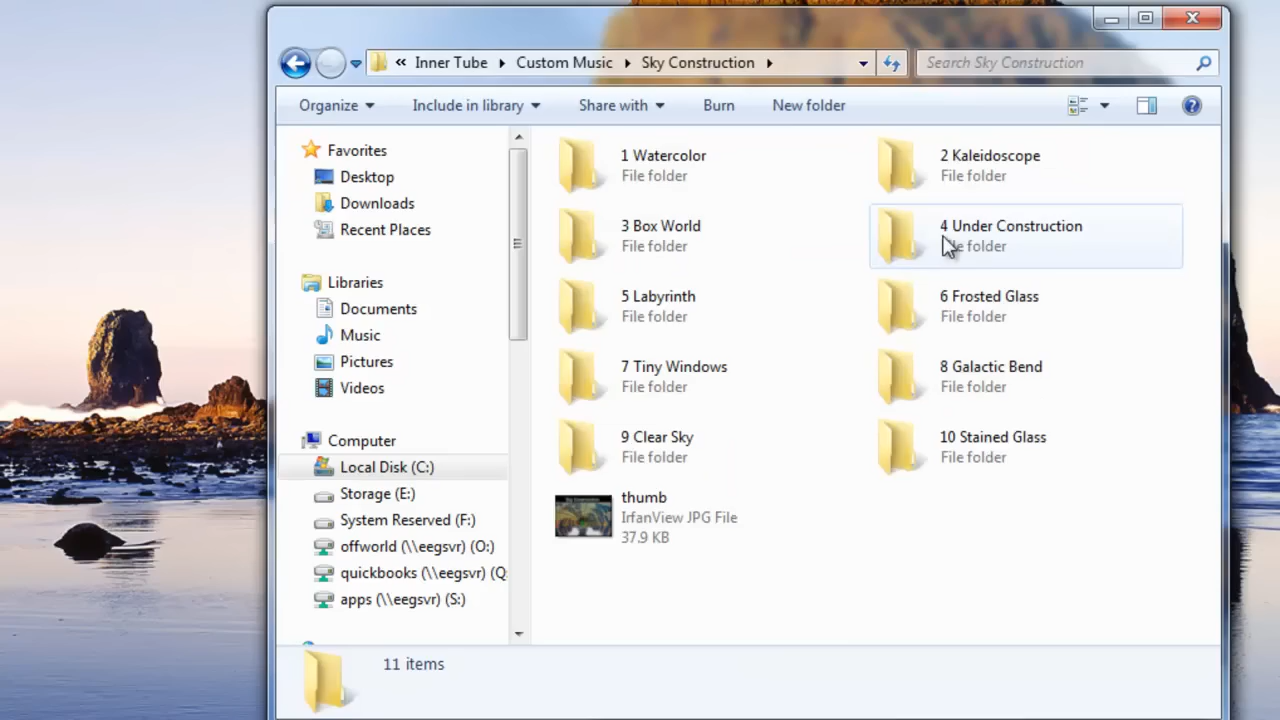 « Inner Tube Custom Music Sky Construction
Search Sky Construction
Organize Include in library Share with Burn New folder
Favorites
Desktop
Downloads
Recent Places
Libraries
Documents
Music
Pictures
Videos
Computer
Local Disk (C:)
Storage (E:)
System Reserved (F:)
offworld (\\eegsvr) (O:)
quickbooks (\\eegsvr) (Q:
apps (\\eegsvr) (S:)
1 Watercolor
File folder
2 Kaleidoscope
File folder
3 Box World
File folder
4 Under Construction
File folder
5 Labyrinth
File folder
6 Frosted Glass
File folder
7 Tiny Windows
File folder
8 Galactic Bend
File folder
9 Clear Sky
File folder
10 Stained Glass
File folder
thumb
IrfanView JPG File
37.9 KB
11 items